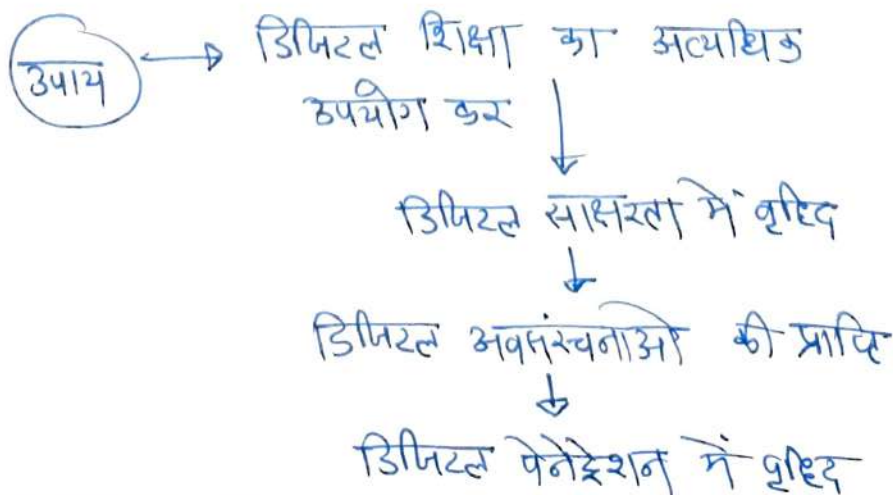 उपाय
डिजिटल शिक्षा का अत्यधिक
उपयोग कर
डिजिटल साक्षरता में वृद्धि
डिजिटल अवसंरचनाओं की प्राप्ति
डिजिटल पेनेट्रेशन में वृद्धि